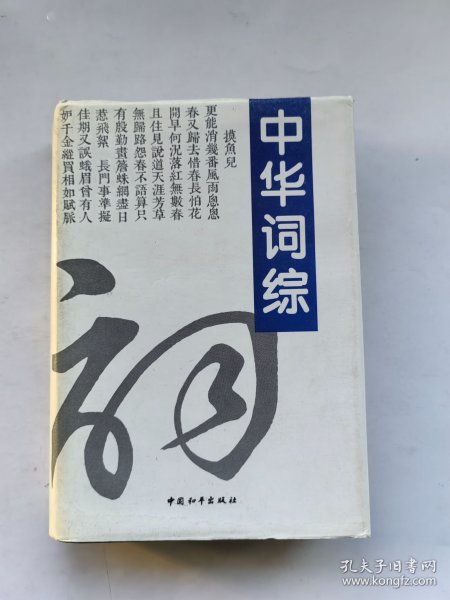 中华词综
摸魚兒
更能消幾番風雨匆匆
春又歸去惜春長怕花
開早何況落紅無數春
且住見說道天涯芳草
無歸路怨春不語算只
有殷勤畫簷蛛網盡日
惹飛絮 長門事準擬
佳期又誤蛾眉曾有人
妒千金縱買相如賦脈
詞
中国和平出版社
孔夫子旧书网
www.kongfz.com